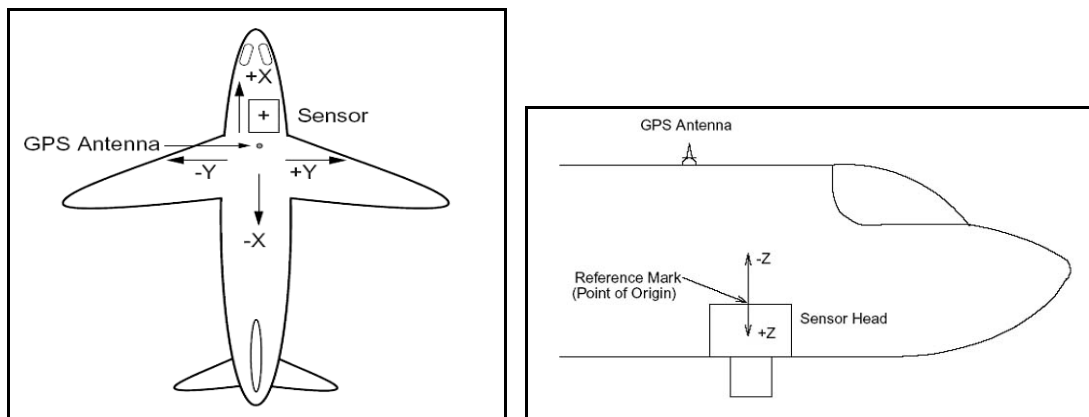 +X
+
Sensor
GPS Antenna
-Y
+Y
-X
GPS Antenna
-Z
Reference Mark
(Point of Origin)
Sensor Head
+Z